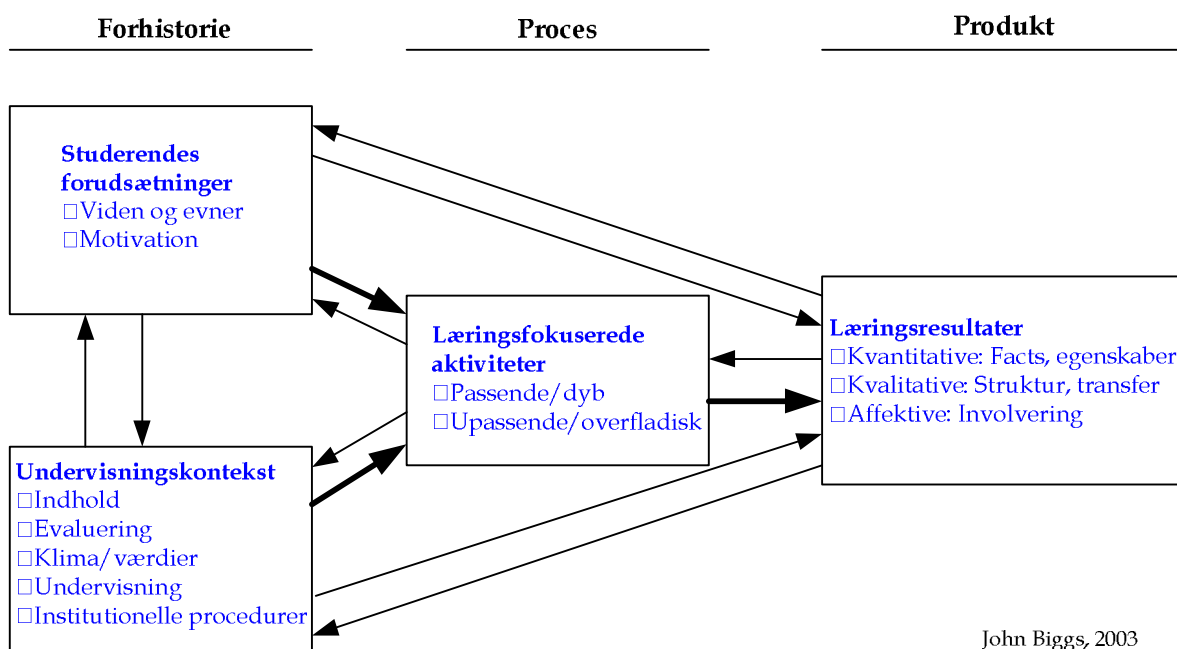 Forhistorie
Proces
Produkt
Studerendes
forudsætninger
□Viden og evner
□Motivation
Læringsfokuserede
aktiviteter
□Passende/dyb
□Upassende/overfladisk
Læringsresultater
□Kvantitative: Facts, egenskaber
□Kvalitative: Struktur, transfer
□Affektive: Involvering
Undervisningskontekst
□Indhold
□Evaluering
□Klima/værdier
□Undervisning
□Institutionelle procedurer
John Biggs, 2003